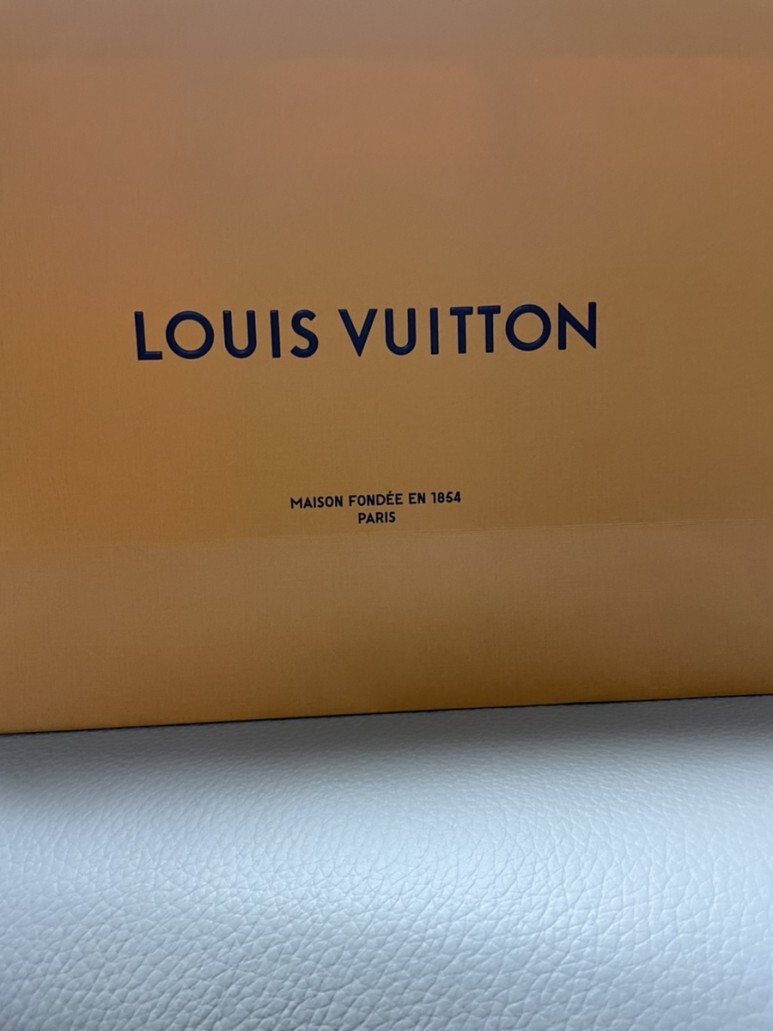 LOUIS VUITTON
MAISON FONDÉE EN 1854
PARIS